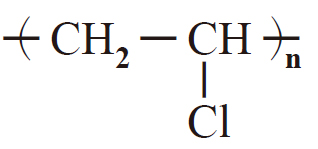 ( CH₂ — CH )ₙ
|
Cl